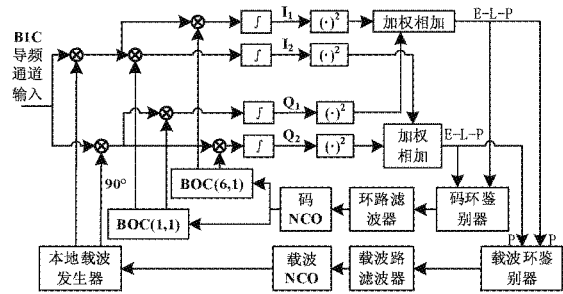 B1C
导频
通道
输入
I₁
I₂
Q₁
Q₂
∫
(·)²
加权相加
E-L-P
∫
(·)²
∫
(·)²
∫
(·)²
加权
相加
E-L-P
90°
BOC(6,1)
BOC(1,1)
码
NCO
环路滤
波器
码环鉴
别器
本地载波
发生器
载波
NCO
载波路
滤波器
P
P
载波环鉴
别器